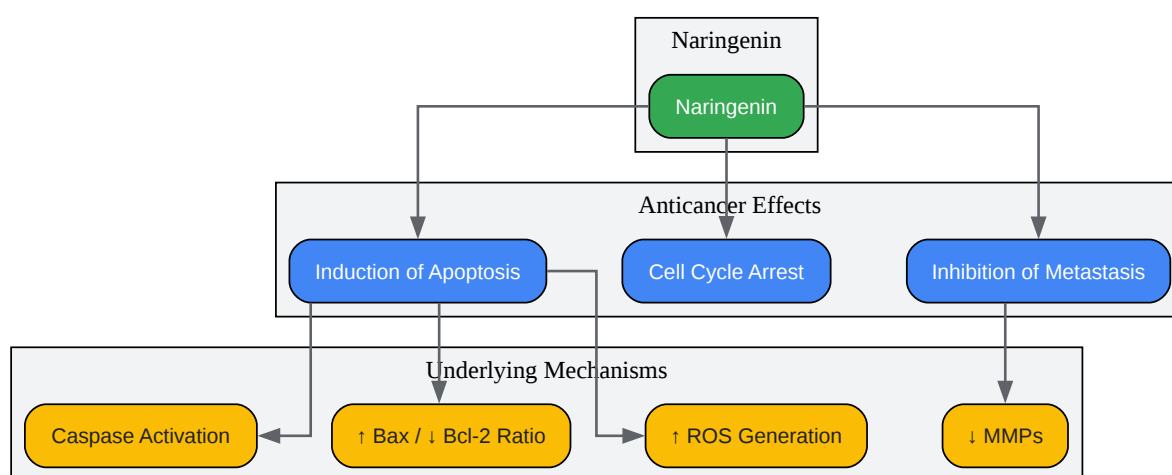 Naringenin
Naringenin
Anticancer Effects
Induction of Apoptosis
Cell Cycle Arrest
Inhibition of Metastasis
Underlying Mechanisms
Caspase Activation
↑ Bax / ↓ Bcl-2 Ratio
↑ ROS Generation
↓ MMPs